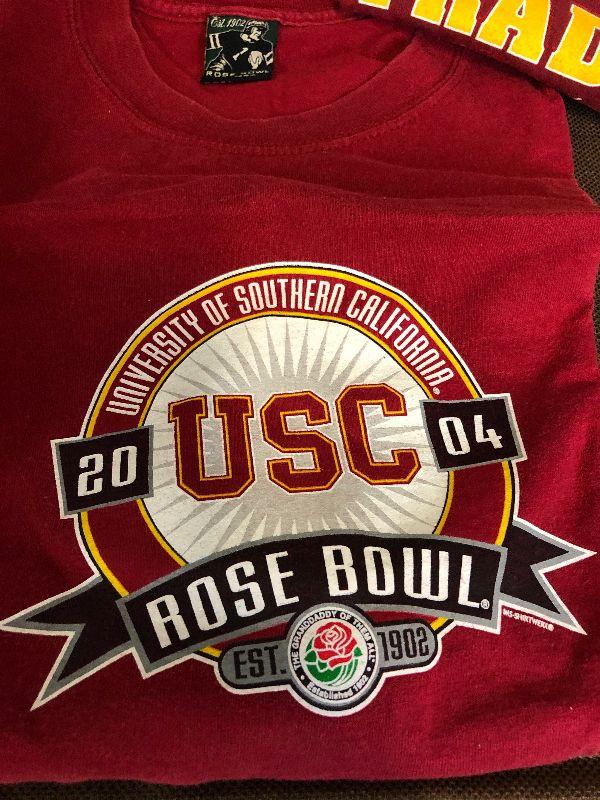 Est. 1902
ROSE BOWL
TRAD
UNIVERSITY OF SOUTHERN CALIFORNIA®
USC
20 04
ROSE BOWL®
EST. 1902
THE GRANDDADDY OF THEM ALL
Established 1902